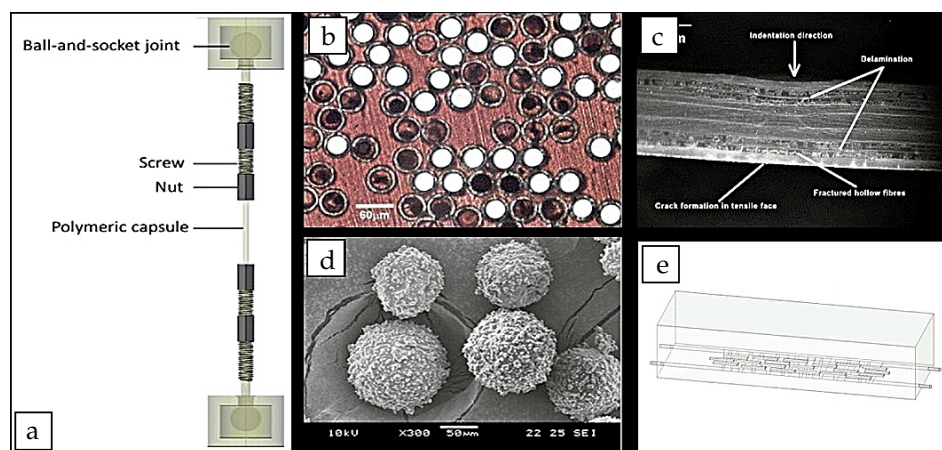 Ball-and-socket joint
Screw
Nut
Polymeric capsule
a
b
60µm
c
Indentation direction
Delamination
Fractured hollow fibres
Crack formation in tensile face
d
10kV X300 50µm 22 25 SEI
e